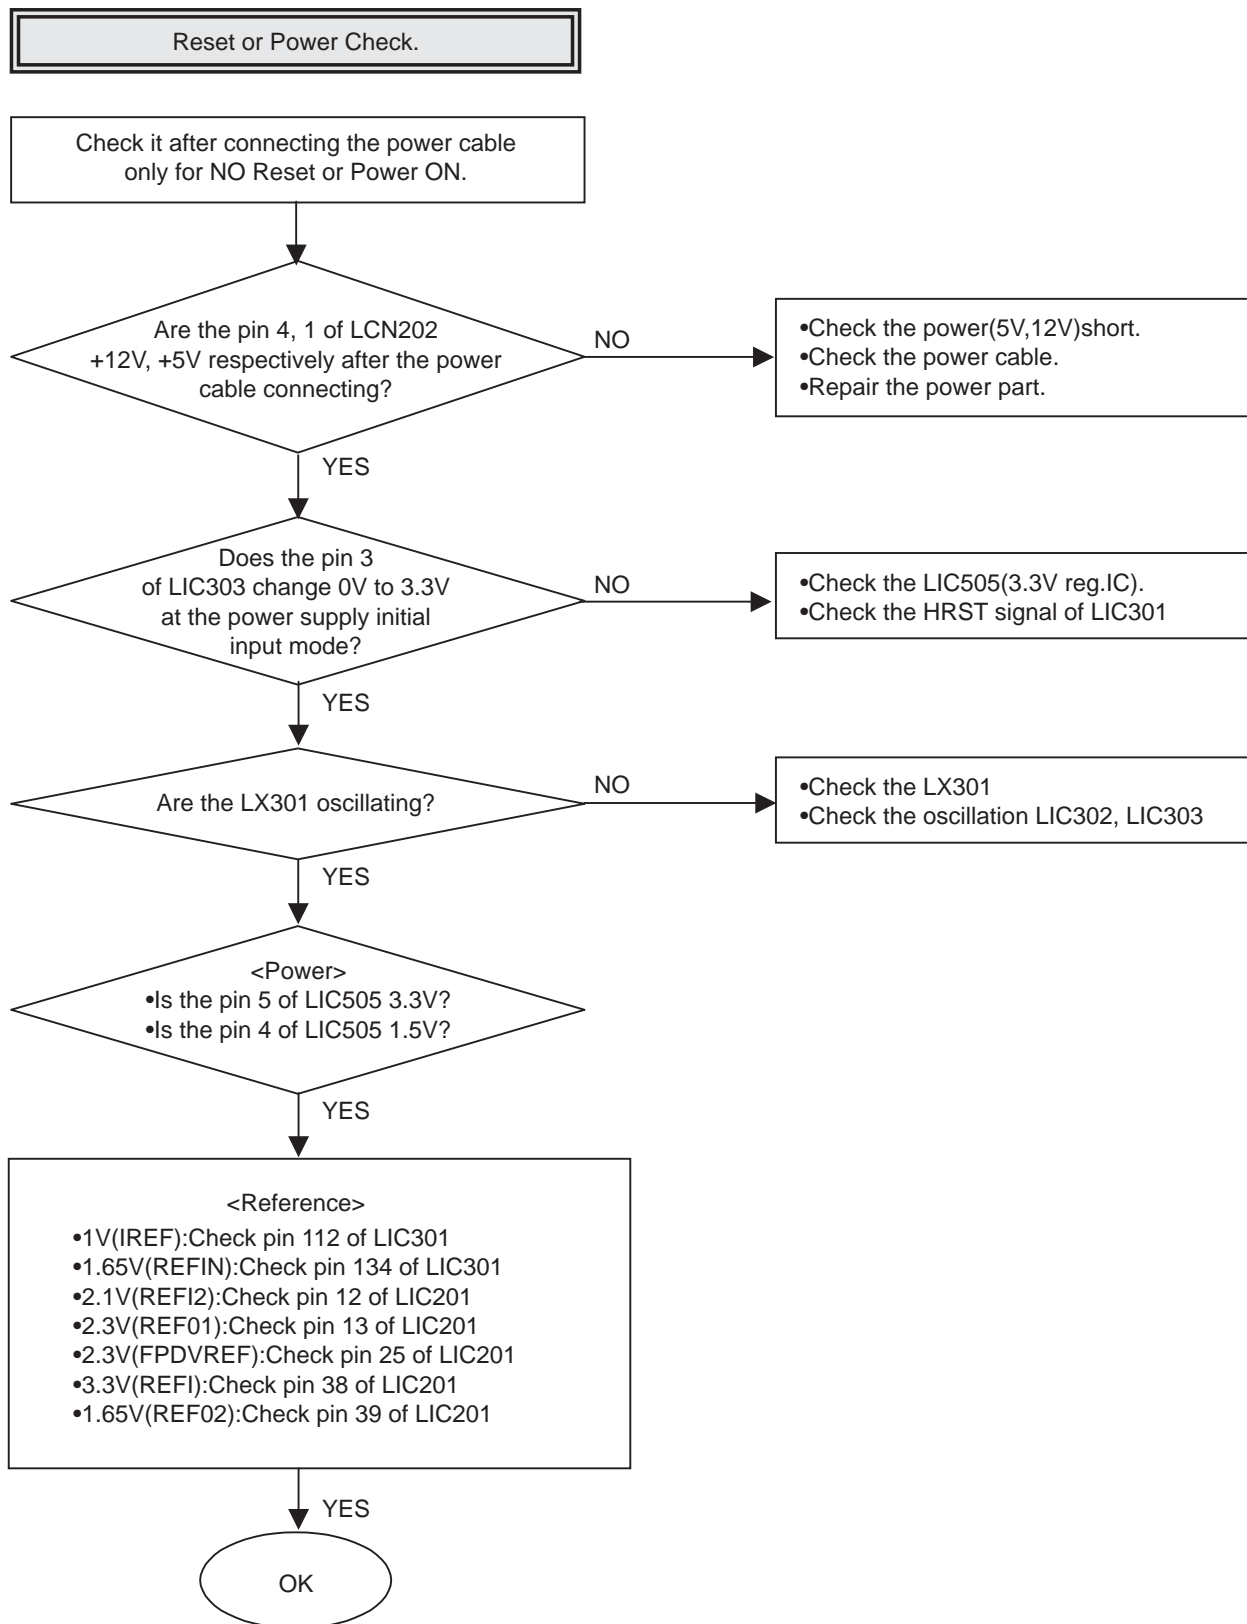 Reset or Power Check.
Check it after connecting the power cable
only for NO Reset or Power ON.
Are the pin 4, 1 of LCN202
+12V, +5V respectively after the power
cable connecting?
NO
•Check the power(5V,12V)short.
•Check the power cable.
•Repair the power part.
YES
Does the pin 3
of LIC303 change 0V to 3.3V
at the power supply initial
input mode?
NO
•Check the LIC505(3.3V reg.IC).
•Check the HRST signal of LIC301
YES
Are the LX301 oscillating?
NO
•Check the LX301
•Check the oscillation LIC302, LIC303
YES
<Power>
•Is the pin 5 of LIC505 3.3V?
•Is the pin 4 of LIC505 1.5V?
YES
<Reference>
•1V(IREF):Check pin 112 of LIC301
•1.65V(REFIN):Check pin 134 of LIC301
•2.1V(REFI2):Check pin 12 of LIC201
•2.3V(REF01):Check pin 13 of LIC201
•2.3V(FPDVREF):Check pin 25 of LIC201
•3.3V(REFI):Check pin 38 of LIC201
•1.65V(REF02):Check pin 39 of LIC201
YES
OK